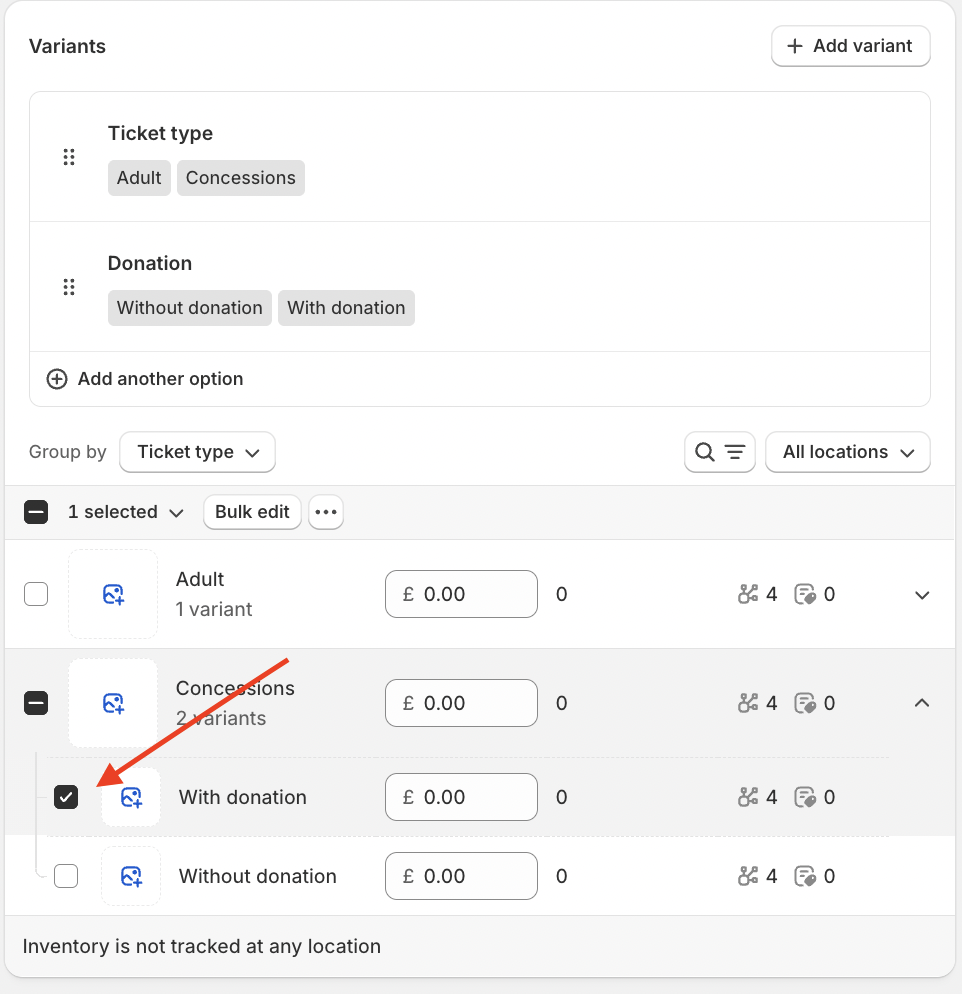 Variants
Add variant
Ticket type
Adult Concessions
Donation
Without donation With donation
Add another option
Group by Ticket type All locations
1 selected Bulk edit
Adult
1 variant
£ 0.00 0 4 0
Concessions
2 variants
£ 0.00 0 4 0
With donation £ 0.00 0 4 0
Without donation £ 0.00 0 4 0
Inventory is not tracked at any location